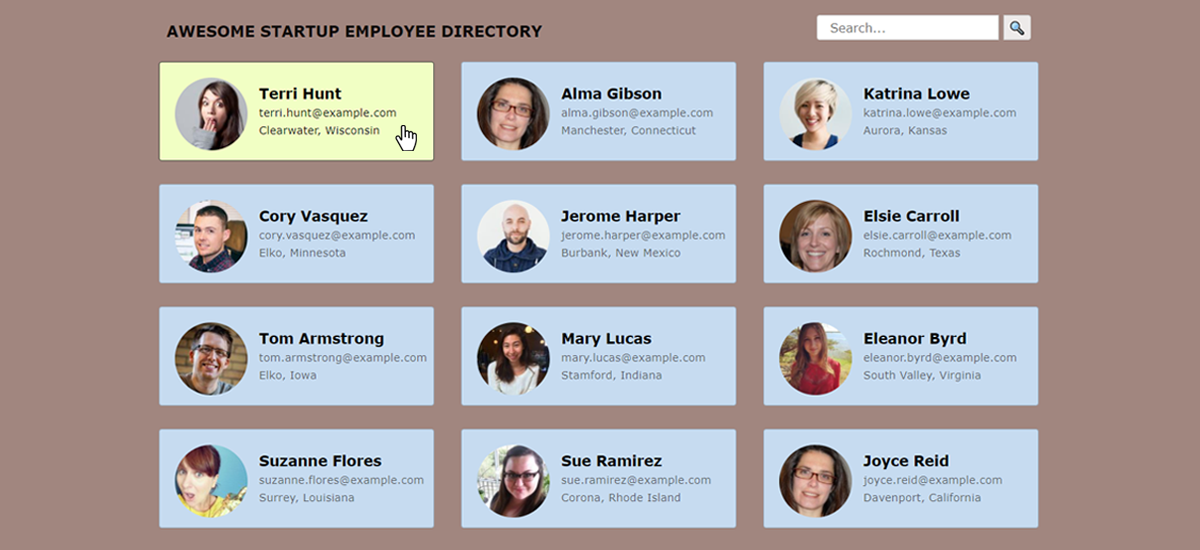 AWESOME STARTUP EMPLOYEE DIRECTORY
Search...
Terri Hunt
terri.hunt@example.com
Clearwater, Wisconsin
Alma Gibson
alma.gibson@example.com
Manchester, Connecticut
Katrina Lowe
katrina.lowe@example.com
Aurora, Kansas
Cory Vasquez
cory.vasquez@example.com
Elko, Minnesota
Jerome Harper
jerome.harper@example.com
Burbank, New Mexico
Elsie Carroll
elsie.carroll@example.com
Rochmond, Texas
Tom Armstrong
tom.armstrong@example.com
Elko, Iowa
Mary Lucas
mary.lucas@example.com
Stamford, Indiana
Eleanor Byrd
eleanor.byrd@example.com
South Valley, Virginia
Suzanne Flores
suzanne.flores@example.com
Surrey, Louisiana
Sue Ramirez
sue.ramirez@example.com
Corona, Rhode Island
Joyce Reid
joyce.reid@example.com
Davenport, California